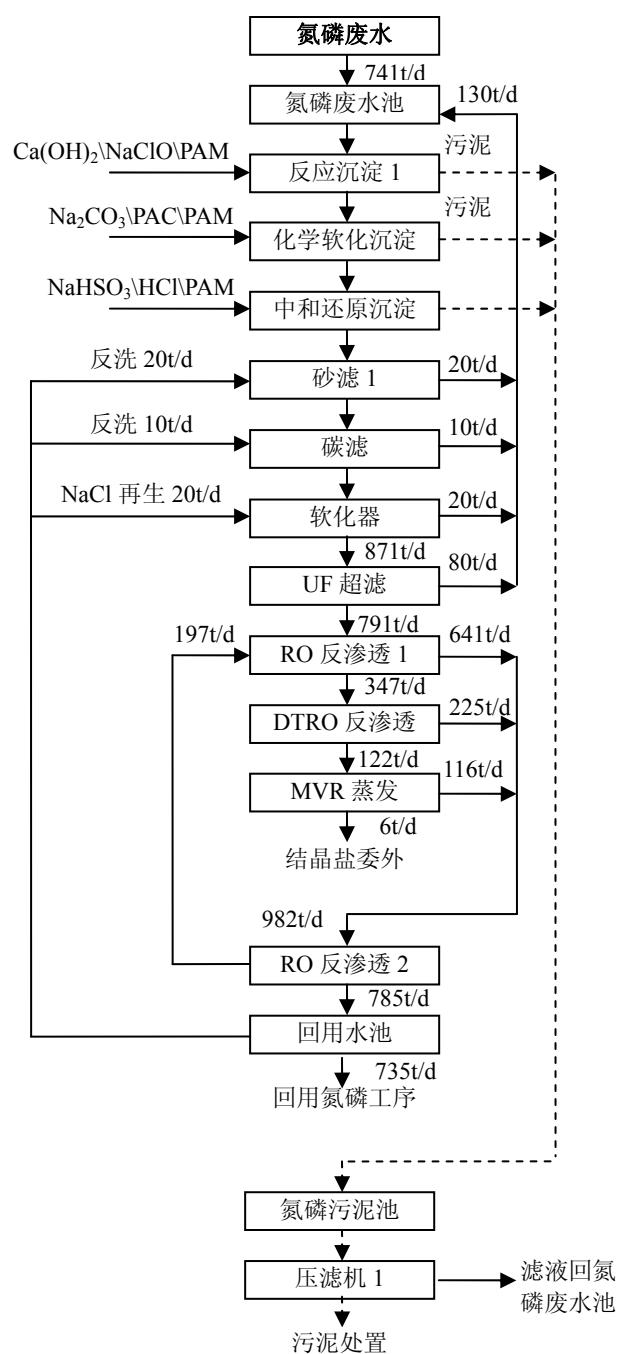 氮磷废水
741t/d
130t/d
氮磷废水池
Ca(OH)₂\NaClO\PAM
污泥
反应沉淀 1
Na₂CO₃\PAC\PAM
污泥
化学软化沉淀
NaHSO₃\HCl\PAM
中和还原沉淀
反洗 20t/d
20t/d
砂滤 1
反洗 10t/d
10t/d
碳滤
NaCl 再生 20t/d
20t/d
软化器
871t/d
80t/d
UF 超滤
197t/d
791t/d
641t/d
RO 反渗透 1
347t/d
225t/d
DTRO 反渗透
122t/d
116t/d
MVR 蒸发
6t/d
结晶盐委外
982t/d
RO 反渗透 2
785t/d
回用水池
735t/d
回用氮磷工序
氮磷污泥池
压滤机 1
滤液回氮
磷废水池
污泥处置